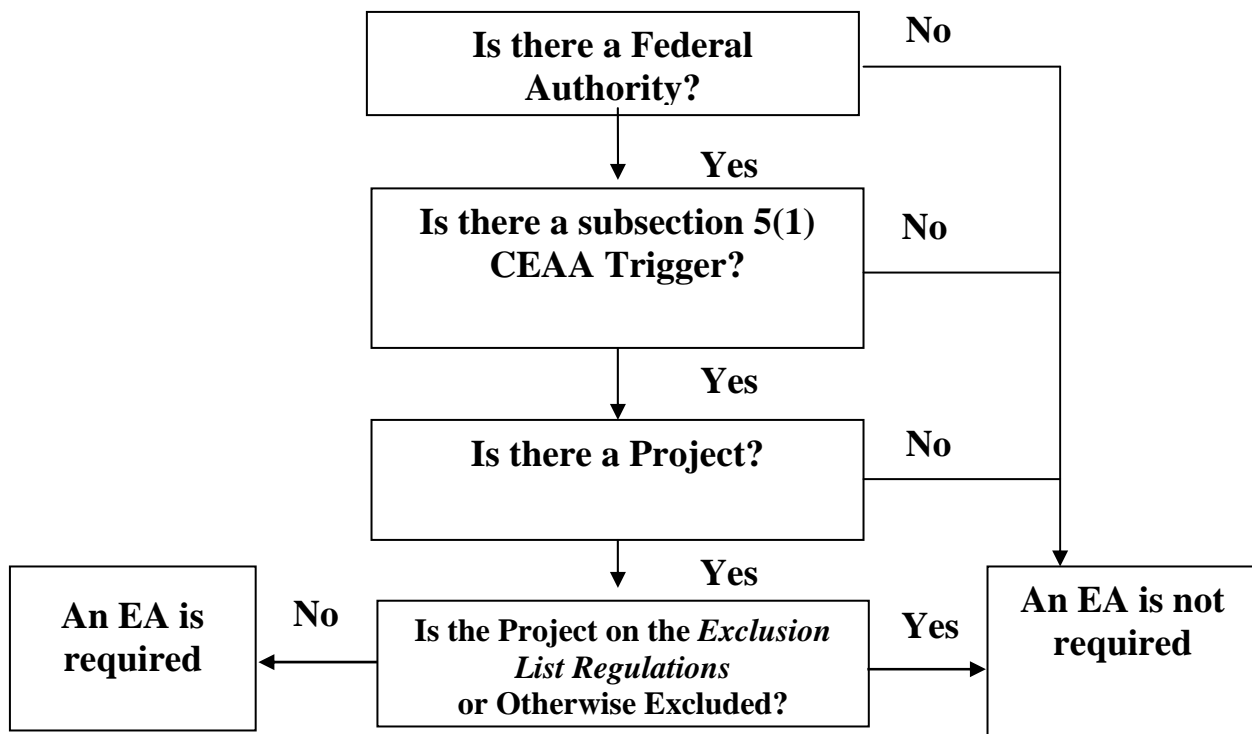 Is there a Federal
Authority?
No
Yes
Is there a subsection 5(1)
CEAA Trigger?
No
Yes
Is there a Project?
No
Yes
An EA is
required
No
Is the Project on the Exclusion
List Regulations
or Otherwise Excluded?
Yes
An EA is not
required